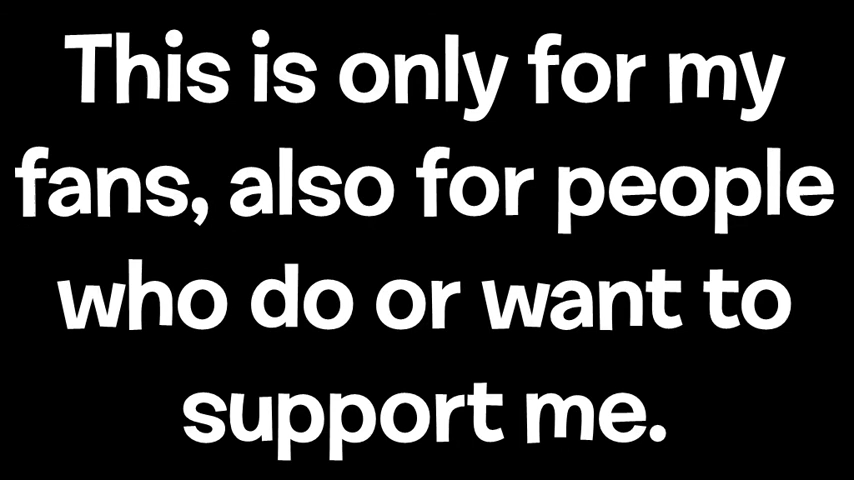 This is only for my
fans, also for people
who do or want to
support me.